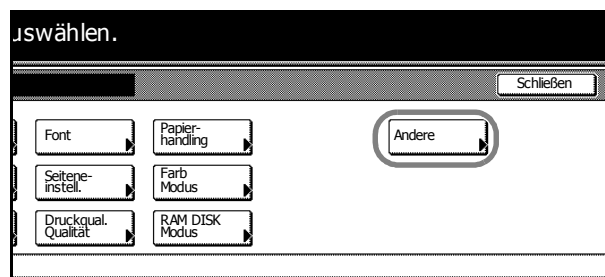 uswählen.
Schließen
Font
Papier-
handling
Andere
Seitene-
instell.
Farb
Modus
Druckqual.
Qualität
RAM DISK
Modus